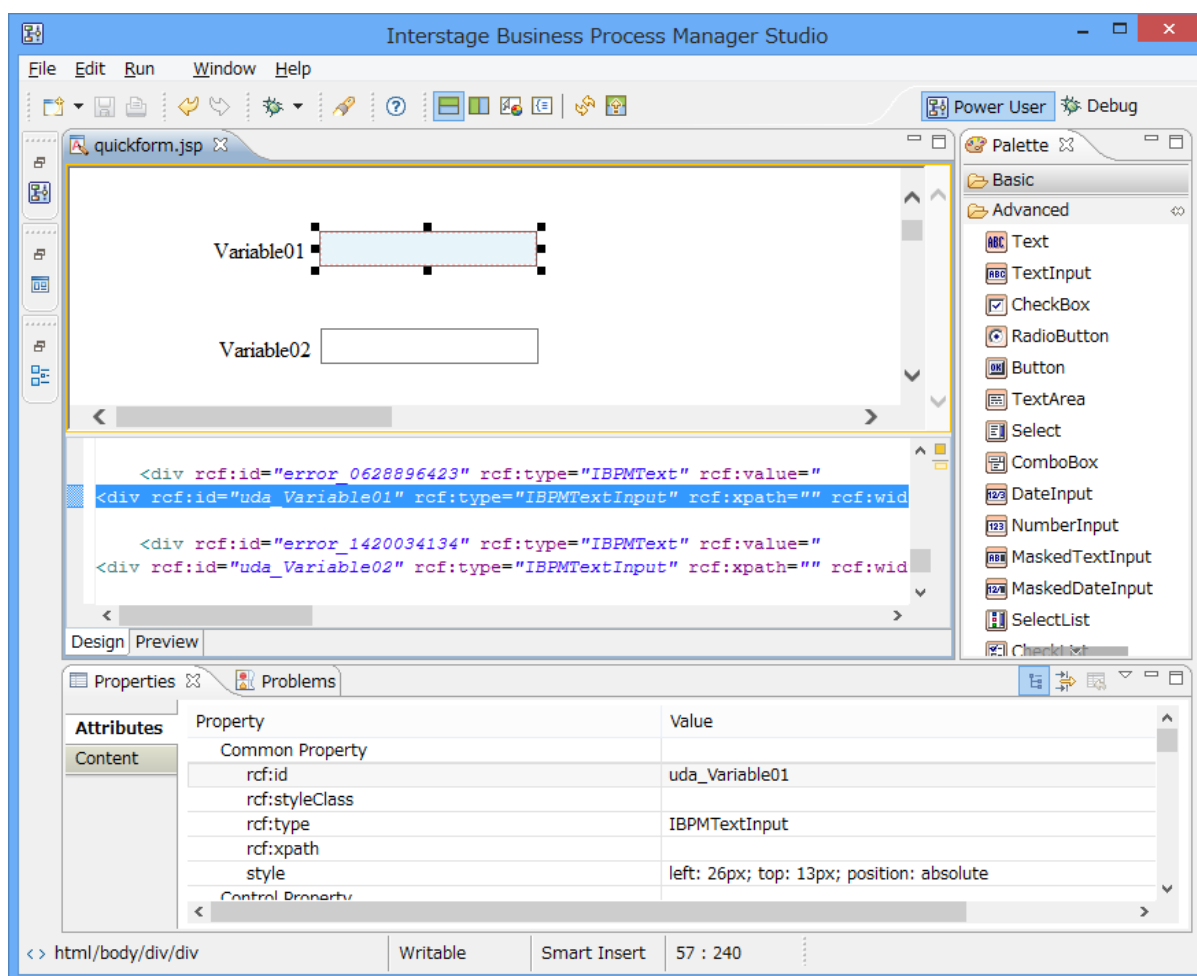 Interstage Business Process Manager Studio
File Edit Run Window Help
Power User Debug
quickform.jsp
Variable01
Variable02
<div rcf:id="error_0628896423" rcf:type="IBPMText" rcf:value="
<div rcf:id="uda_Variable01" rcf:type="IBPMTextInput" rcf:xpath="" rcf:wid
<div rcf:id="error_1420034134" rcf:type="IBPMText" rcf:value="
<div rcf:id="uda_Variable02" rcf:type="IBPMTextInput" rcf:xpath="" rcf:wid
Design Preview
Palette
Basic
Advanced
Text
TextInput
CheckBox
RadioButton
Button
TextArea
Select
ComboBox
DateInput
NumberInput
MaskedTextInput
MaskedDateInput
SelectList
CheckList
Properties Problems
Attributes
Content
Property Value
Common Property
rcf:id uda_Variable01
rcf:styleClass
rcf:type IBPMTextInput
rcf:xpath
style left: 26px; top: 13px; position: absolute
Control Property
html/body/div/div Writable Smart Insert 57 : 240